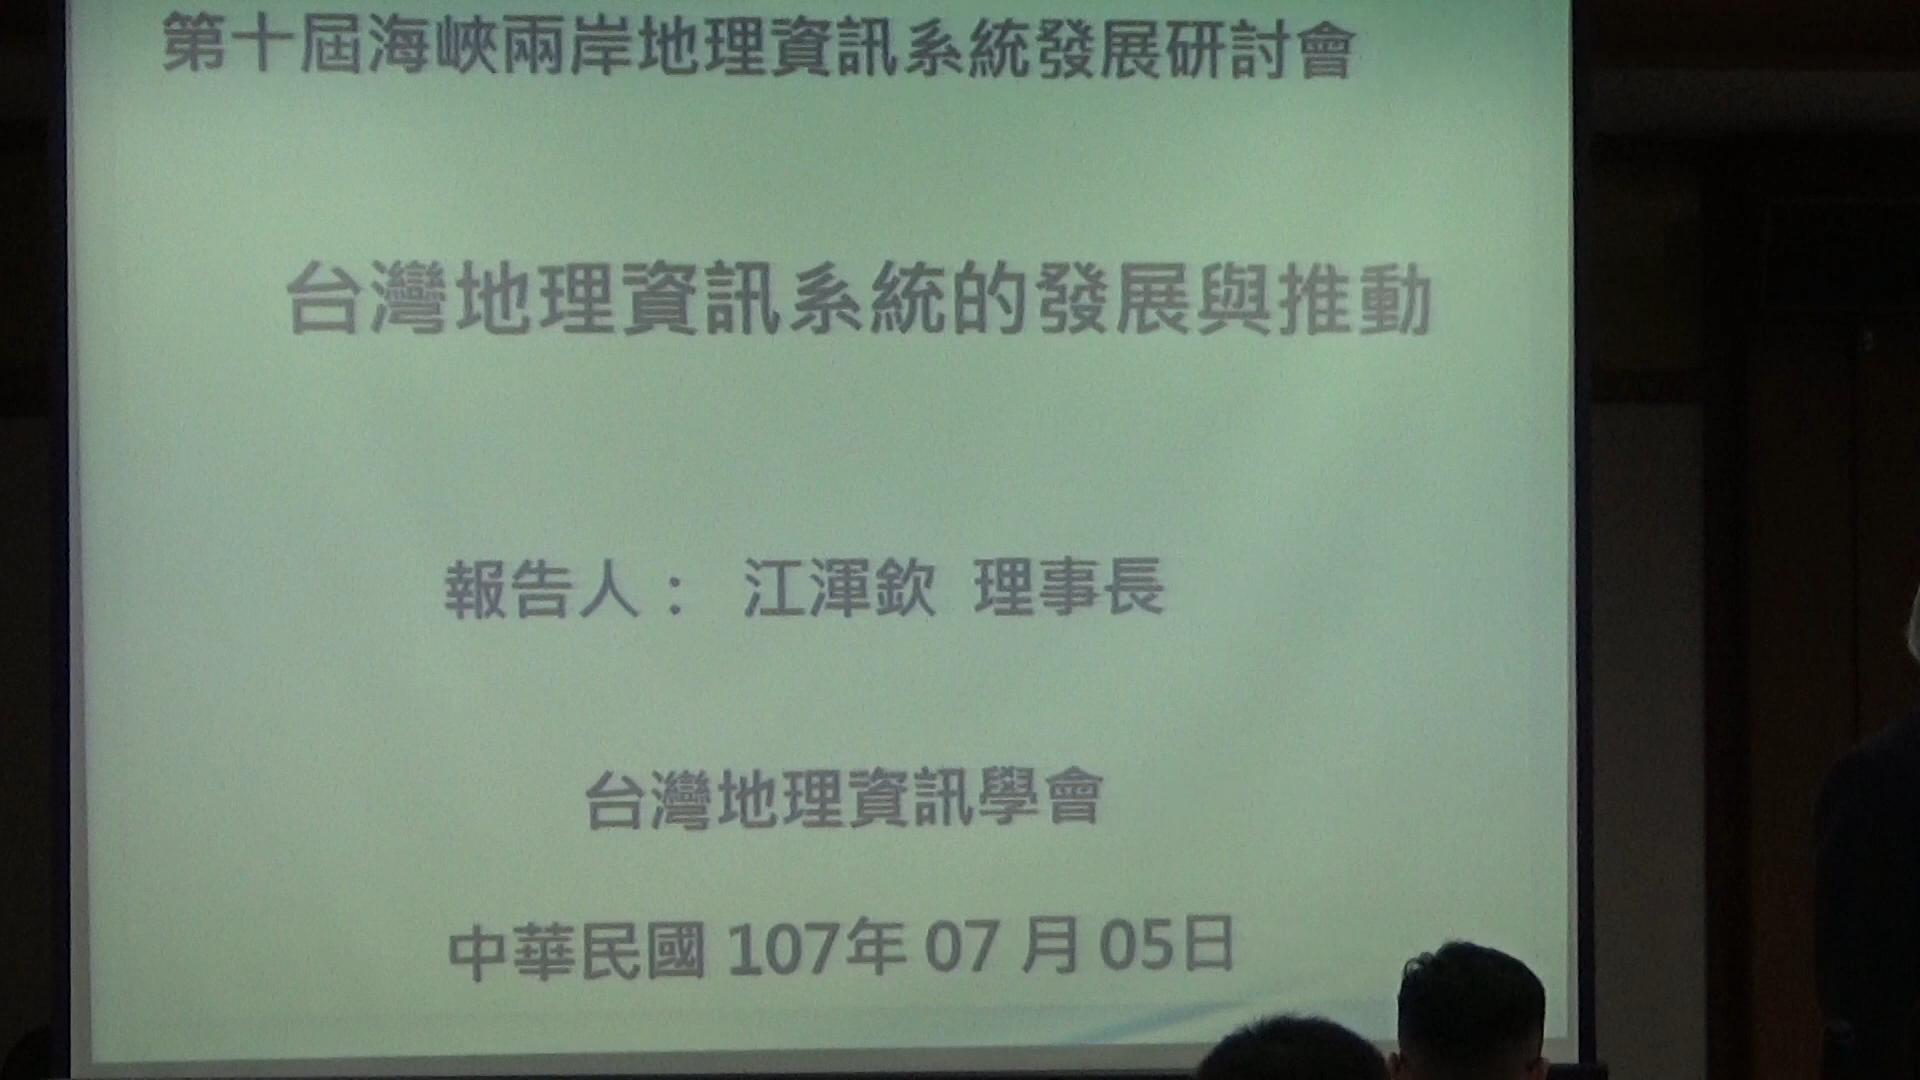 第十屆海峽兩岸地理資訊系統發展研討會
台灣地理資訊系統的發展與推動
報告人： 江渾欽 理事長
台灣地理資訊學會
中華民國 107年 07 月 05日